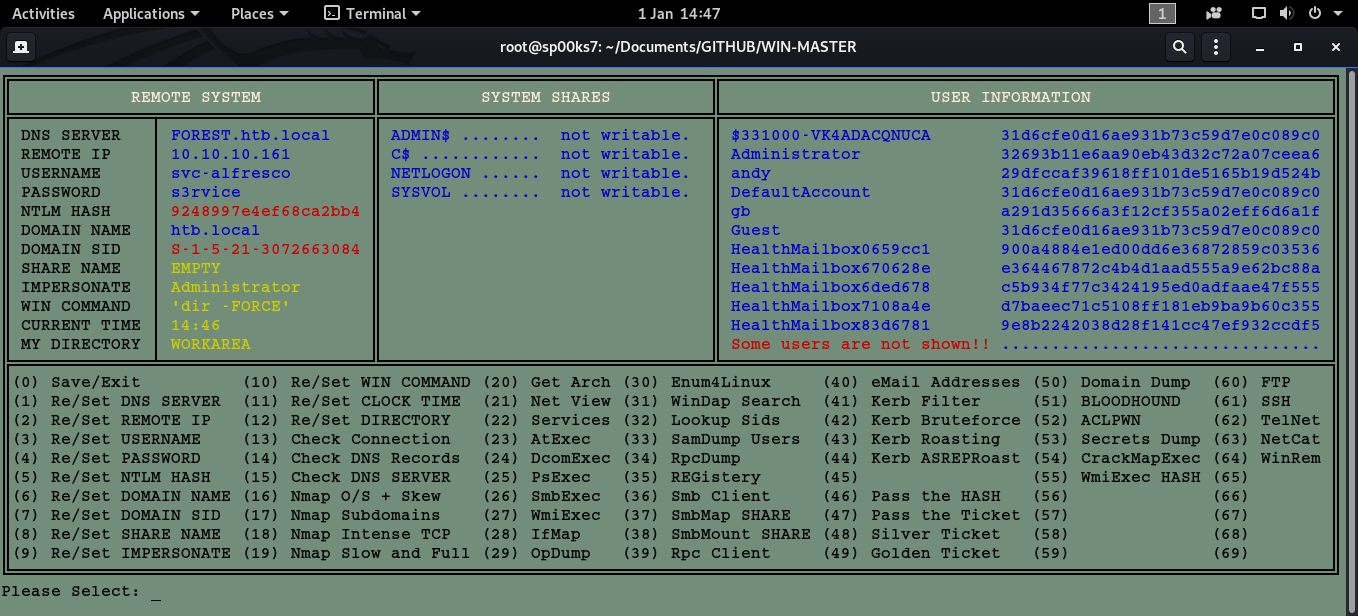 Activities Applications Places Terminal 1 Jan 14:47 1
root@sp00ks7: ~/Documents/GITHUB/WIN-MASTER
REMOTE SYSTEM SYSTEM SHARES USER INFORMATION
DNS SERVER FOREST.htb.local ADMIN$ ........ not writable. $331000-VK4ADACQNUCA 31d6cfe0d16ae931b73c59d7e0c089c0
REMOTE IP 10.10.10.161 C$ ............ not writable. Administrator 32693b11e6aa90eb43d32c72a07ceea6
USERNAME svc-alfresco NETLOGON ...... not writable. andy 29dfccaf39618ff101de5165b19d524b
PASSWORD s3rvice SYSVOL ........ not writable. DefaultAccount 31d6cfe0d16ae931b73c59d7e0c089c0
NTLM HASH 9248997e4ef68ca2bb4 gb a291d35666a3f12cf355a02eff6d6a1f
DOMAIN NAME htb.local Guest 31d6cfe0d16ae931b73c59d7e0c089c0
DOMAIN SID S-1-5-21-3072663084 HealthMailbox0659cc1 900a4884e1ed00dd6e36872859c03536
SHARE NAME EMPTY HealthMailbox670628e e364467872c4b4d1aad555a9e62bc88a
IMPERSONATE Administrator HealthMailbox6ded678 c5b934f77c3424195ed0adfaae47f555
WIN COMMAND 'dir -FORCE' HealthMailbox7108a4e d7baeec71c5108ff181eb9ba9b60c355
CURRENT TIME 14:46 HealthMailbox83d6781 9e8b2242038d28f141cc47ef932ccdf5
MY DIRECTORY WORKAREA Some users are not shown!! ................................
(0) Save/Exit (10) Re/Set WIN COMMAND (20) Get Arch (30) Enum4Linux (40) eMail Addresses (50) Domain Dump (60) FTP
(1) Re/Set DNS SERVER (11) Re/Set CLOCK TIME (21) Net View (31) WinDap Search (41) Kerb Filter (51) BLOODHOUND (61) SSH
(2) Re/Set REMOTE IP (12) Re/Set DIRECTORY (22) Services (32) Lookup Sids (42) Kerb Bruteforce (52) ACLPWN (62) TelNet
(3) Re/Set USERNAME (13) Check Connection (23) AtExec (33) SamDump Users (43) Kerb Roasting (53) Secrets Dump (63) NetCat
(4) Re/Set PASSWORD (14) Check DNS Records (24) DcomExec (34) RpcDump (44) Kerb ASREPRoast (54) CrackMapExec (64) WinRem
(5) Re/Set NTLM HASH (15) Check DNS SERVER (25) PsExec (35) REGistery (45) (55) WmiExec HASH (65)
(6) Re/Set DOMAIN NAME (16) Nmap O/S + Skew (26) SmbExec (36) Smb Client (46) Pass the HASH (56) (66)
(7) Re/Set DOMAIN SID (17) Nmap Subdomains (27) WmiExec (37) SmbMap SHARE (47) Pass the Ticket (57) (67)
(8) Re/Set SHARE NAME (18) Nmap Intense TCP (28) IfMap (38) SmbMount SHARE (48) Silver Ticket (58) (68)
(9) Re/Set IMPERSONATE (19) Nmap Slow and Full (29) OpDump (39) Rpc Client (49) Golden Ticket (59) (69)
Please Select: _